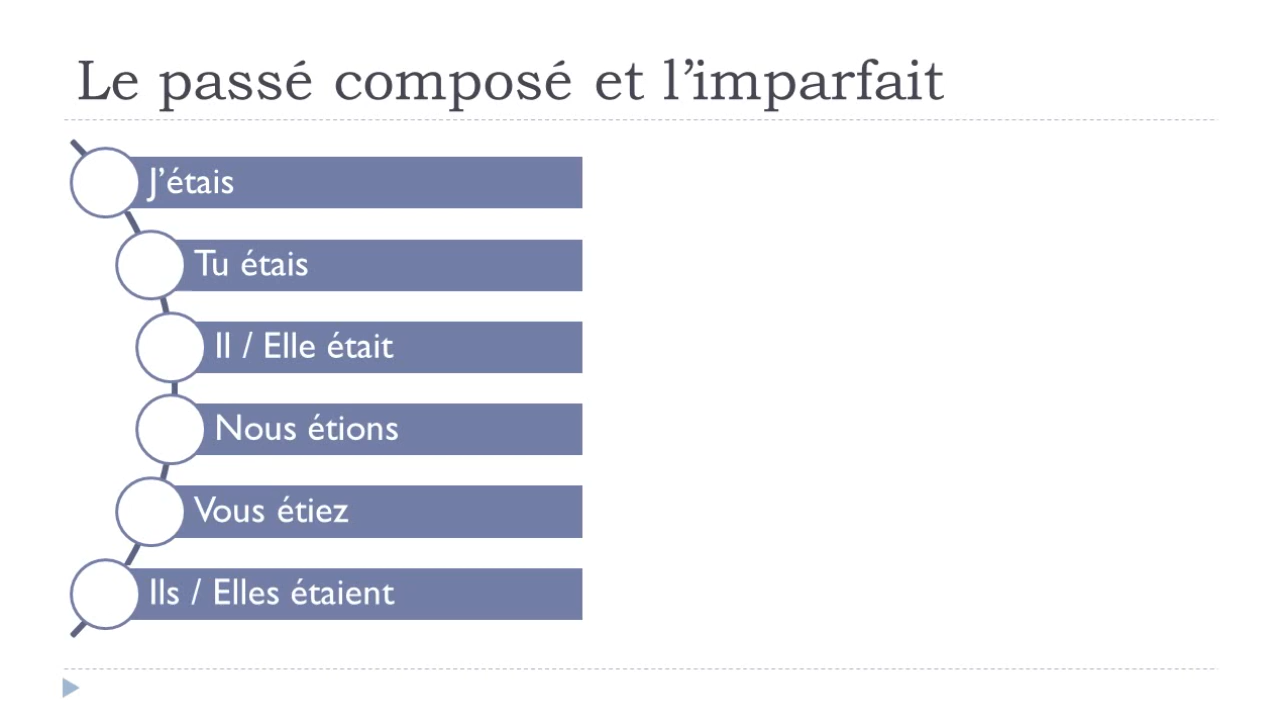 Le passé composé et l’imparfait
J’étais
Tu étais
Il / Elle était
Nous étions
Vous étiez
Ils / Elles étaient